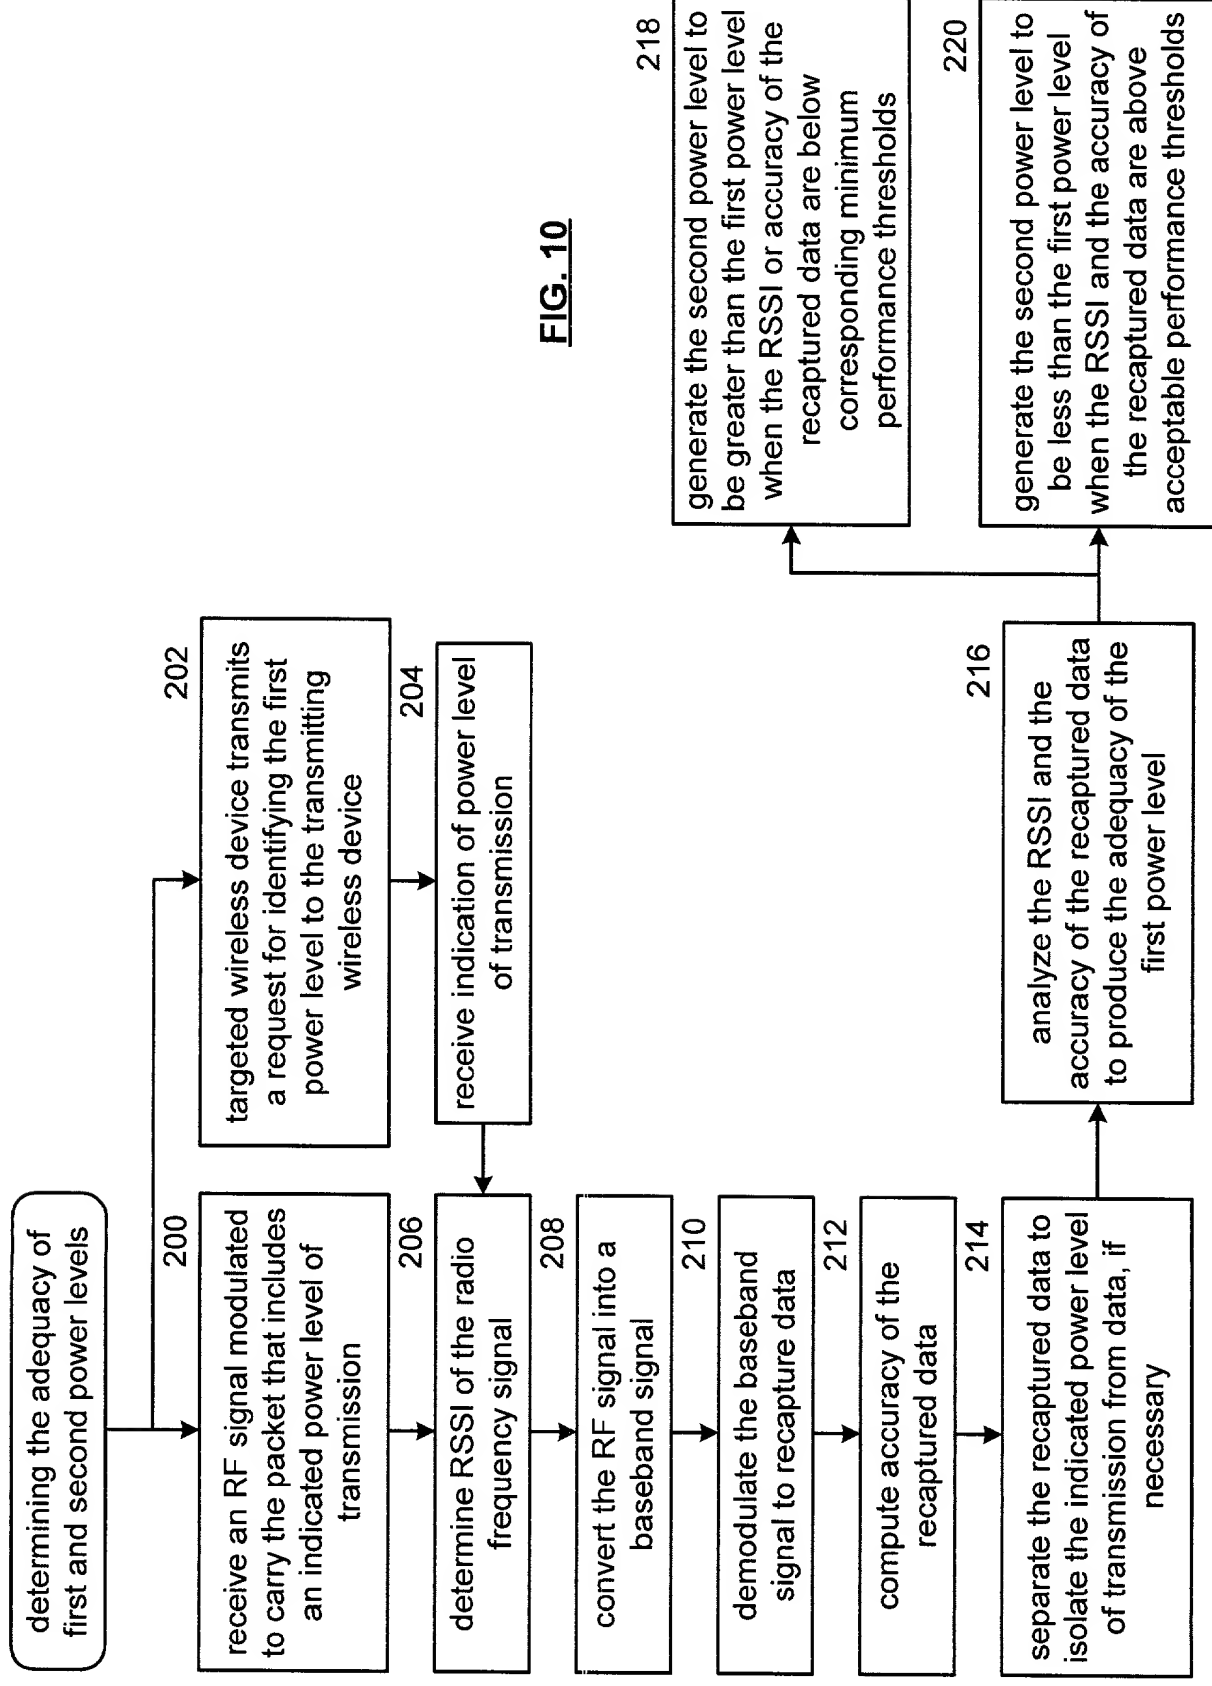 determining the adequacy of
first and second power levels
200
receive an RF signal modulated
to carry the packet that includes
an indicated power level of
transmission
202
targeted wireless device transmits
a request for identifying the first
power level to the transmitting
wireless device
204
receive indication of power level
of transmission
206
determine RSSI of the radio
frequency signal
208
convert the RF signal into a
baseband signal
210
demodulate the baseband
signal to recapture data
212
compute accuracy of the
recaptured data
214
separate the recaptured data to
isolate the indicated power level
of transmission from data, if
necessary
216
analyze the RSSI and the
accuracy of the recaptured data
to produce the adequacy of the
first power level
218
generate the second power level to
be greater than the first power level
when the RSSI or accuracy of the
recaptured data are below
corresponding minimum
performance thresholds
220
generate the second power level to
be less than the first power level
when the RSSI and the accuracy of
the recaptured data are above
acceptable performance thresholds
FIG. 10